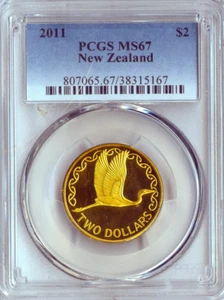 2011 $2
PCGS MS67
New Zealand
807065.67/38315167
TWO DOLLARS